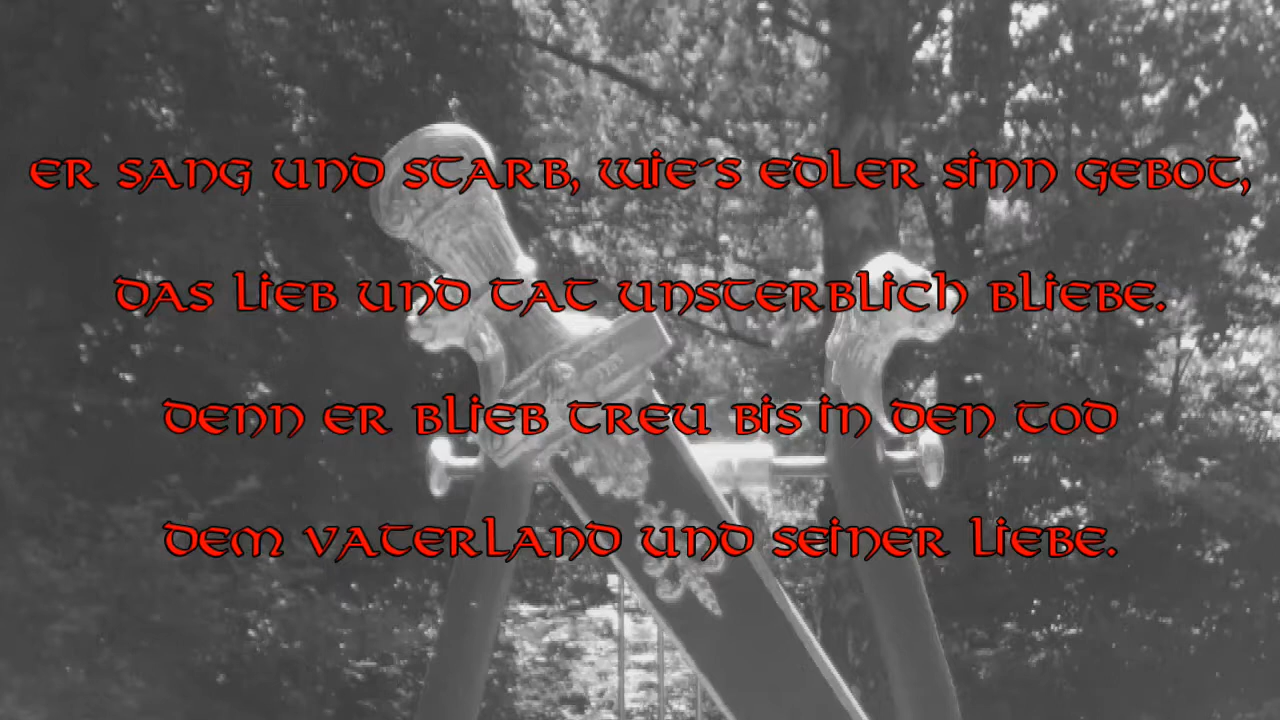 er sang und starb, wie´s edler sinn gebot,
das lieb und tat unsterblich bliebe.
denn er blieb treu bis in den tod
dem vaterland und seiner liebe.